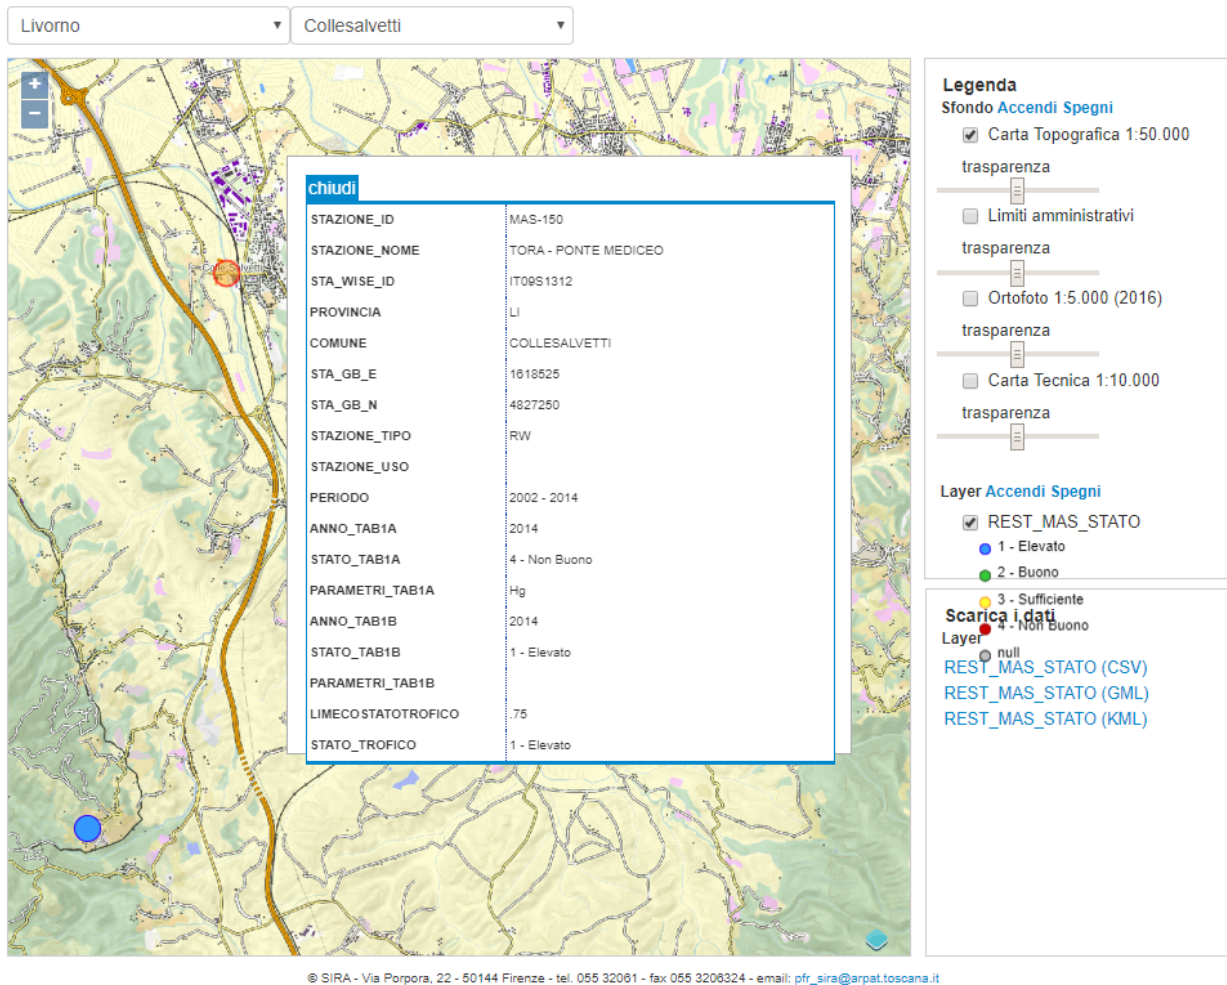 Livorno
Collesalvetti
+
−
Colle Salvetti
chiudi
STAZIONE_ID MAS-150
STAZIONE_NOME TORA - PONTE MEDICEO
STA_WISE_ID IT09S1312
PROVINCIA LI
COMUNE COLLESALVETTI
STA_GB_E 1618525
STA_GB_N 4827250
STAZIONE_TIPO RW
STAZIONE_USO
PERIODO 2002 - 2014
ANNO_TAB1A 2014
STATO_TAB1A 4 - Non Buono
PARAMETRI_TAB1A Hg
ANNO_TAB1B 2014
STATO_TAB1B 1 - Elevato
PARAMETRI_TAB1B
LIMECOSTATOTROFICO .75
STATO_TROFICO 1 - Elevato
Legenda
Sfondo Accendi Spegni
Carta Topografica 1:50.000
trasparenza
Limiti amministrativi
trasparenza
Ortofoto 1:5.000 (2016)
trasparenza
Carta Tecnica 1:10.000
trasparenza
Layer Accendi Spegni
REST_MAS_STATO
1 - Elevato
2 - Buono
3 - Sufficiente
4 - Non Buono
null
Scarica i dati
Layer
REST_MAS_STATO (CSV)
REST_MAS_STATO (GML)
REST_MAS_STATO (KML)
© SIRA - Via Porpora, 22 - 50144 Firenze - tel. 055 32061 - fax 055 3206324 - email: pfr_sira@arpat.toscana.it